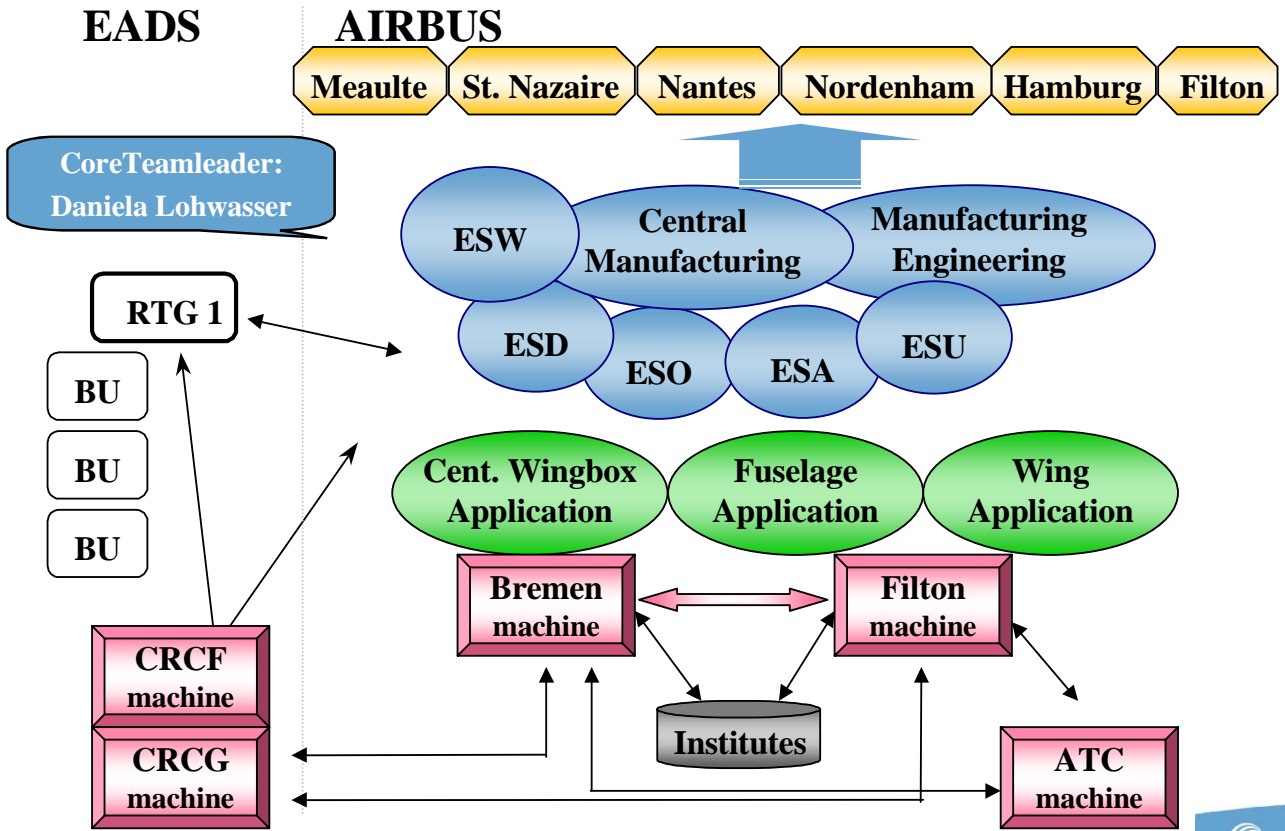 EADS
AIRBUS
Meaulte
St. Nazaire
Nantes
Nordenham
Hamburg
Filton
CoreTeamleader:
Daniela Lohwasser
ESW
Central
Manufacturing
Manufacturing
Engineering
RTG 1
ESD
ESO
ESA
ESU
BU
BU
BU
Cent. Wingbox
Application
Fuselage
Application
Wing
Application
Bremen
machine
Filton
machine
CRCF
machine
CRCG
machine
Institutes
ATC
machine